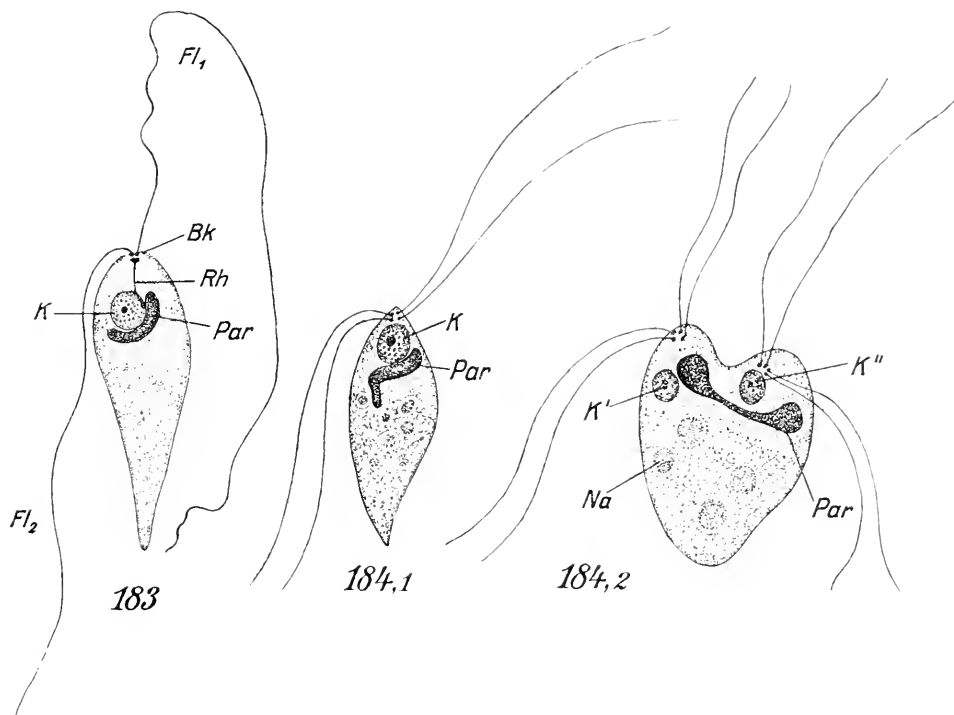 Fl₁
Bk
Rh
K
Par
Fl₂
183
K
Par
184,1
K'
K"
Na
Par
184,2